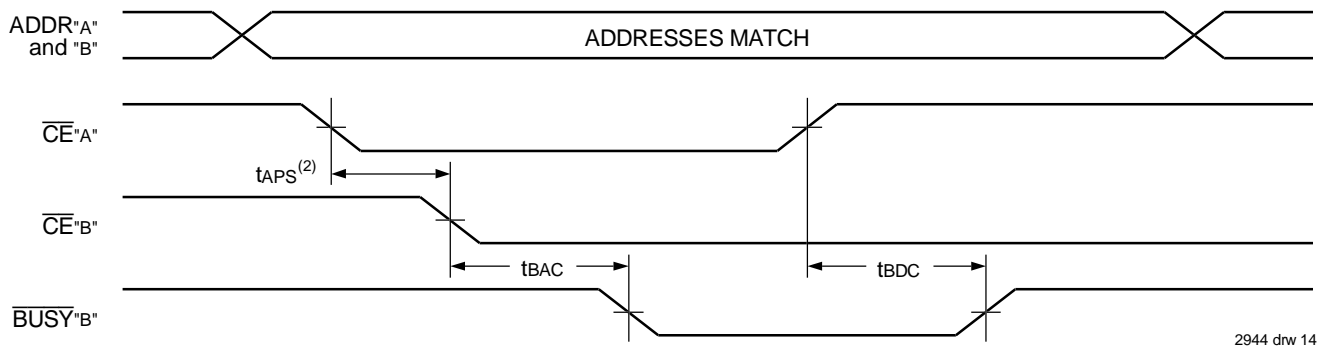 ADDR"A"
and "B"
ADDRESSES MATCH
CE"A"
tAPS(2)
CE"B"
tBAC
tBDC
BUSY"B"
2944 drw 14